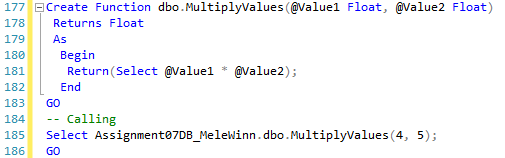 177 Create Function dbo.MultiplyValues(@Value1 Float, @Value2 Float)
178 Returns Float
179 As
180 Begin
181 Return(Select @Value1 * @Value2);
182 End
183 GO
184 -- Calling
185 Select Assignment07DB_MeleWinn.dbo.MultiplyValues(4, 5);
186 GO